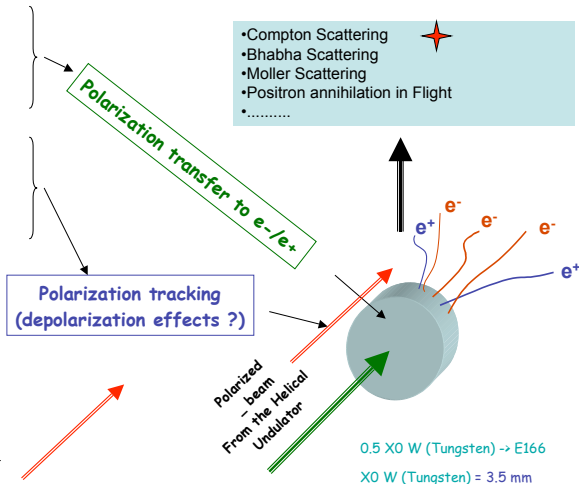 •Compton Scattering
•Bhabha Scattering
•Moller Scattering
•Positron annihilation in Flight
•..........
Polarization transfer to e-/e+
Polarization tracking
(depolarization effects ?)
e⁺
e⁻
e⁻
e⁻
e⁺
Polarized
_ beam
From the Helical
Undulator
0.5 X0 W (Tungsten) -> E166
X0 W (Tungsten) = 3.5 mm